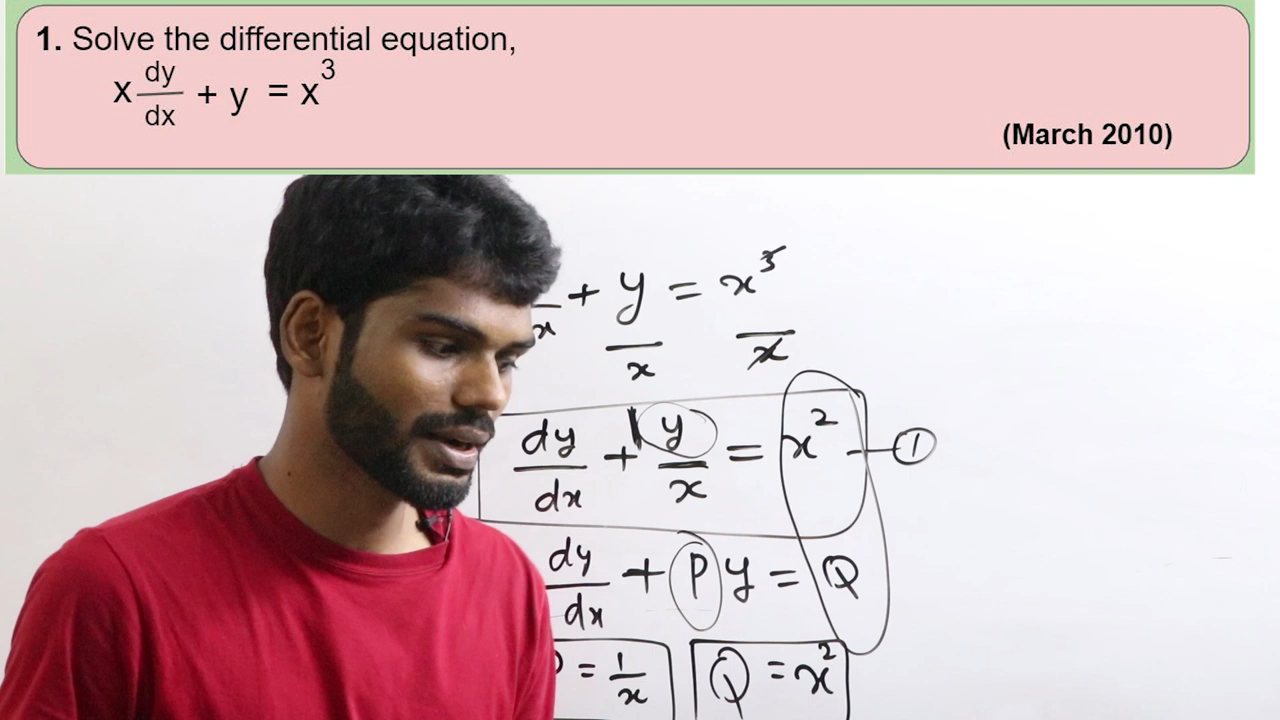 1. Solve the differential equation,
x dy/dx + y = x³
(March 2010)
x + y = x³
x x
dy/dx + y/x = x² — ①
dy/dx + Py = Q
= 1/x Q = x²